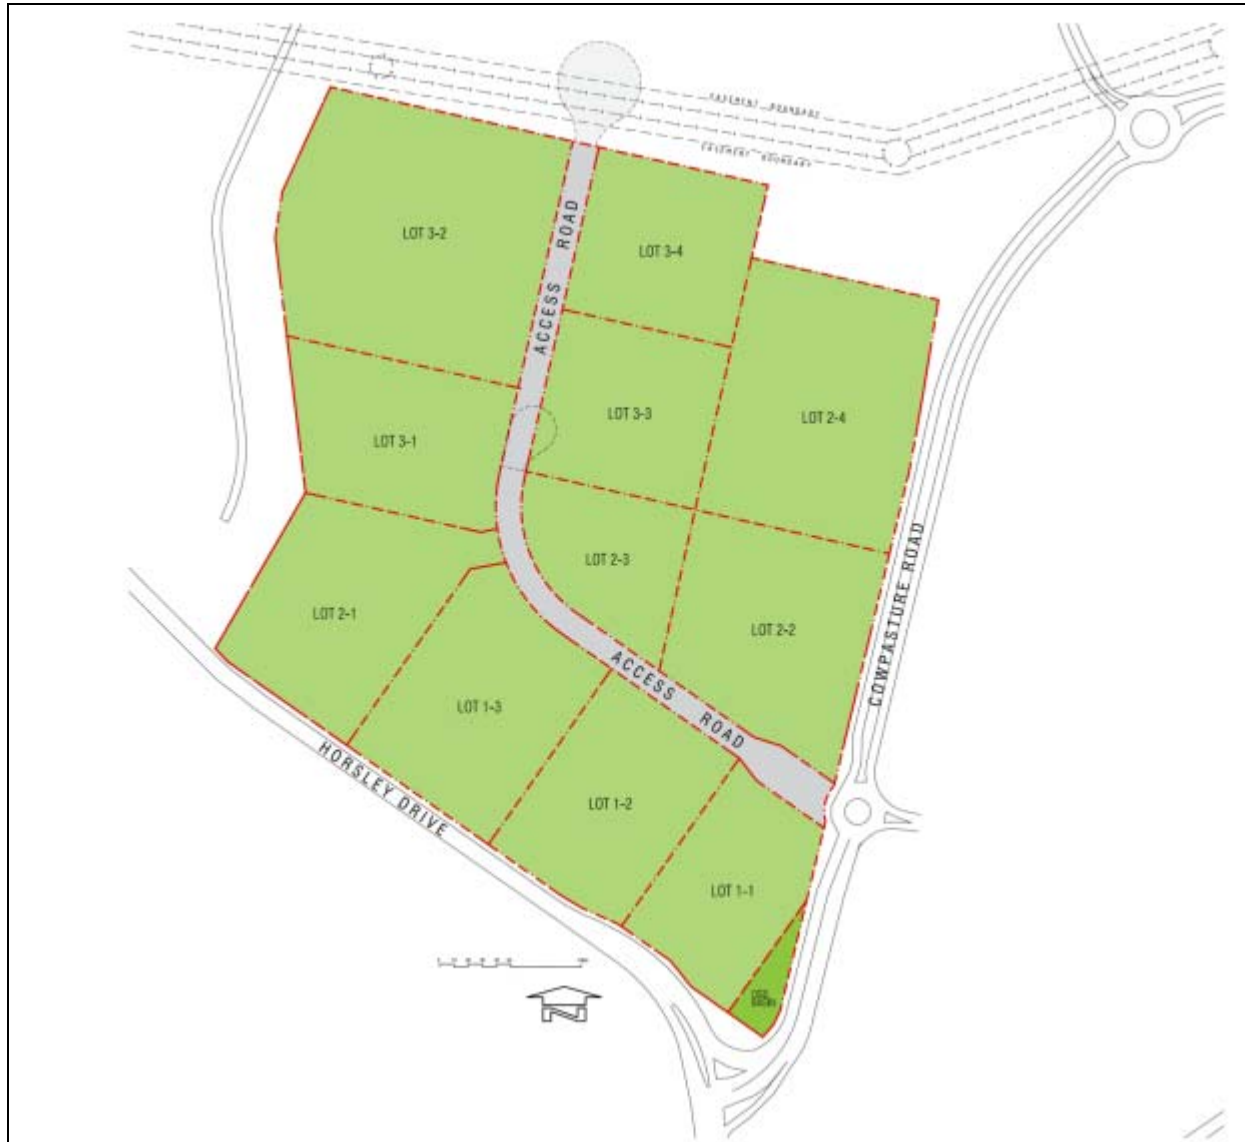 EASEMENT BOUNDARY
EASEMENT BOUNDARY
LOT 3-2
ACCESS ROAD
LOT 3-4
LOT 3-3
LOT 2-4
LOT 3-1
LOT 2-3
LOT 2-1
LOT 2-2
COWPASTURE ROAD
ACCESS ROAD
LOT 1-3
HORSLEY DRIVE
LOT 1-2
LOT 1-1
N